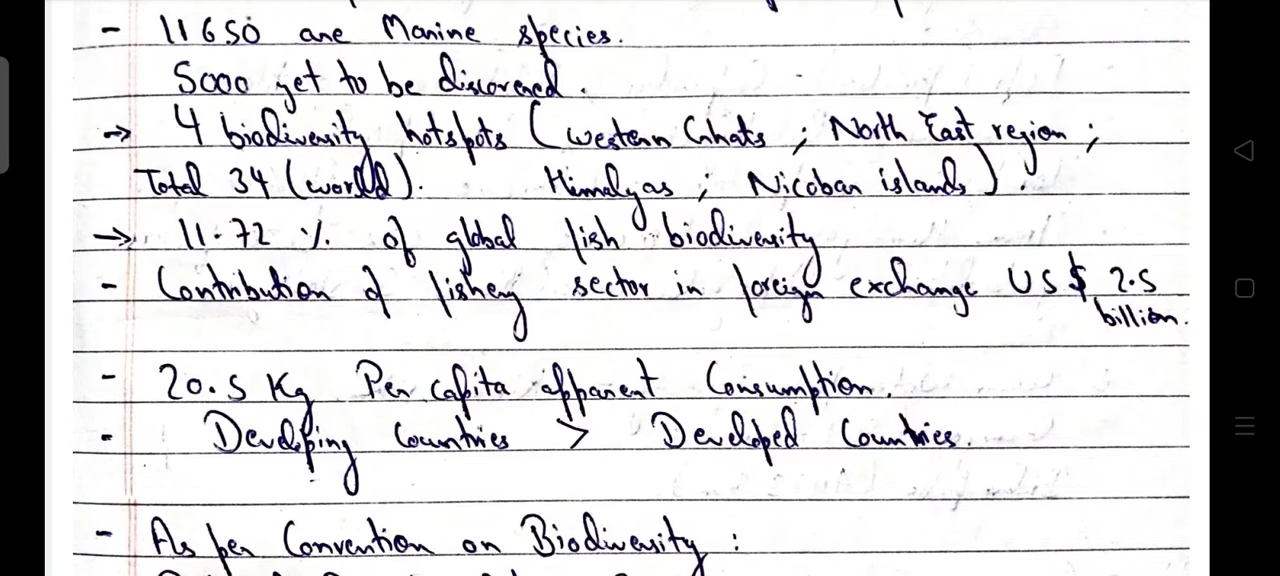 - 11650 are Marine species.
5000 yet to be discovered.
→ 4 biodiversity hotspots (Western Ghats ; North East region ;
Total 34 (world). Himalyas ; Nicobar islands).
→ 11.72 % of global fish biodiversity
- Contribution of fishery sector in foreign exchange US $ 2.5
billion.
- 20.5 Kg Per capita apparent Consumption.
- Developing Countries > Developed Countries.
- As per Convention on Biodiversity :